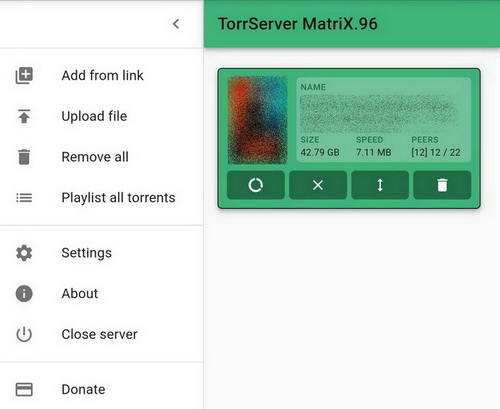 TorrServer MatriX.96
Add from link
Upload file
Remove all
Playlist all torrents
Settings
About
Close server
Donate
NAME
SIZE SPEED PEERS
42.79 GB 7.11 MB [12] 12 / 22